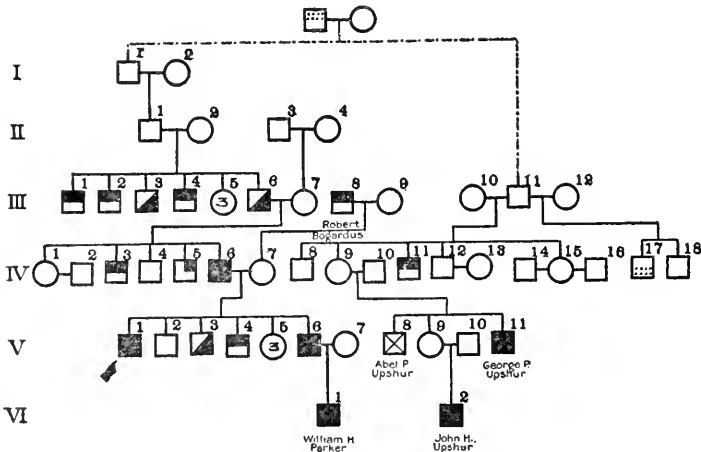 I 1 2
II 1 2 3 4
III 1 2 3 4 5 3 6 7 8 9 10 11 12
Robert
Bogardus
IV 1 2 3 4 5 6 7 8 9 10 11 12 13 14 15 16 17 18
V 1 2 3 4 5 3 6 7 8 9 10 11
Abel P.
Upshur
George P.
Upshur
VI 1 2
William H
Parker
John H.,
Upshur